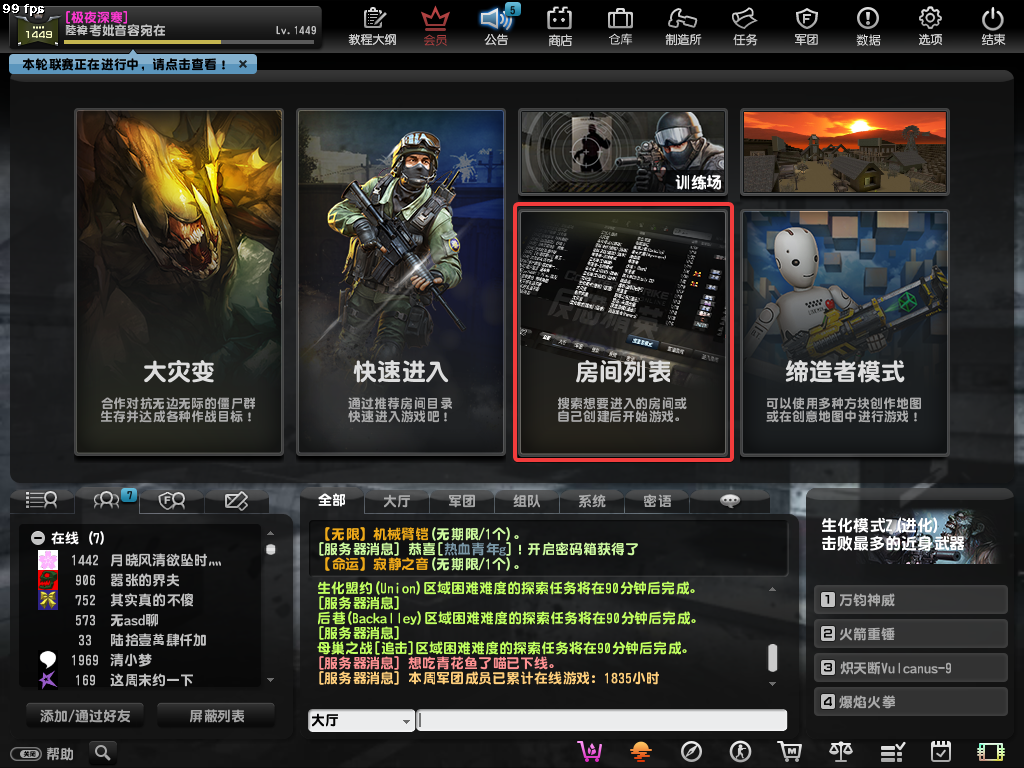 99 fps
[极夜深寒]
1449
Lv. 1449
教程大纲
会员
5
公告
商店
仓库
制造所
任务
军团
数据
选项
结束
本轮联赛正在进行中，请点击查看！ ×
大灾变
合作对抗无边无际的僵尸群
生存并达成各种作战目标！
快速进入
通过推荐房间目录
快速进入游戏吧！
训练场
房间列表
搜索想要进入的房间或
自己创建后开始游戏。
缔造者模式
可以使用多种方块创作地图
或在创意地图中进行游戏！
7
在线 (7)
1442 月晓风清欲坠时灬
906 嚣张的界夫
752 其实真的不傻
573 无asd聊
33 陆拾壹萬肆仟加
1969 清小梦
169 这周末约一下
添加/通过好友
屏蔽列表
全部 大厅 军团 组队 系统 密语
【无限】机械臂铠(无期限/1个)。
[服务器消息] 恭喜[热血青年g]！开启密码箱获得了
【命运】寂静之音(无期限/1个)。
生化盟约(Union)区域困难难度的探索任务将在90分钟后完成。
[服务器消息]
后巷(Backalley)区域困难难度的探索任务将在90分钟后完成。
[服务器消息]
母巢之战[追击]区域困难难度的探索任务将在90分钟后完成。
[服务器消息] 想吃青花鱼了喵已下线。
[服务器消息] 本周军团成员已累计在线游戏: 1835小时
大厅
生化模式Z(进化)
击败最多的近身武器
1 万钧神威
2 火箭重锤
3 炽天断Vulcanus-9
4 爆焰火拳
帮助